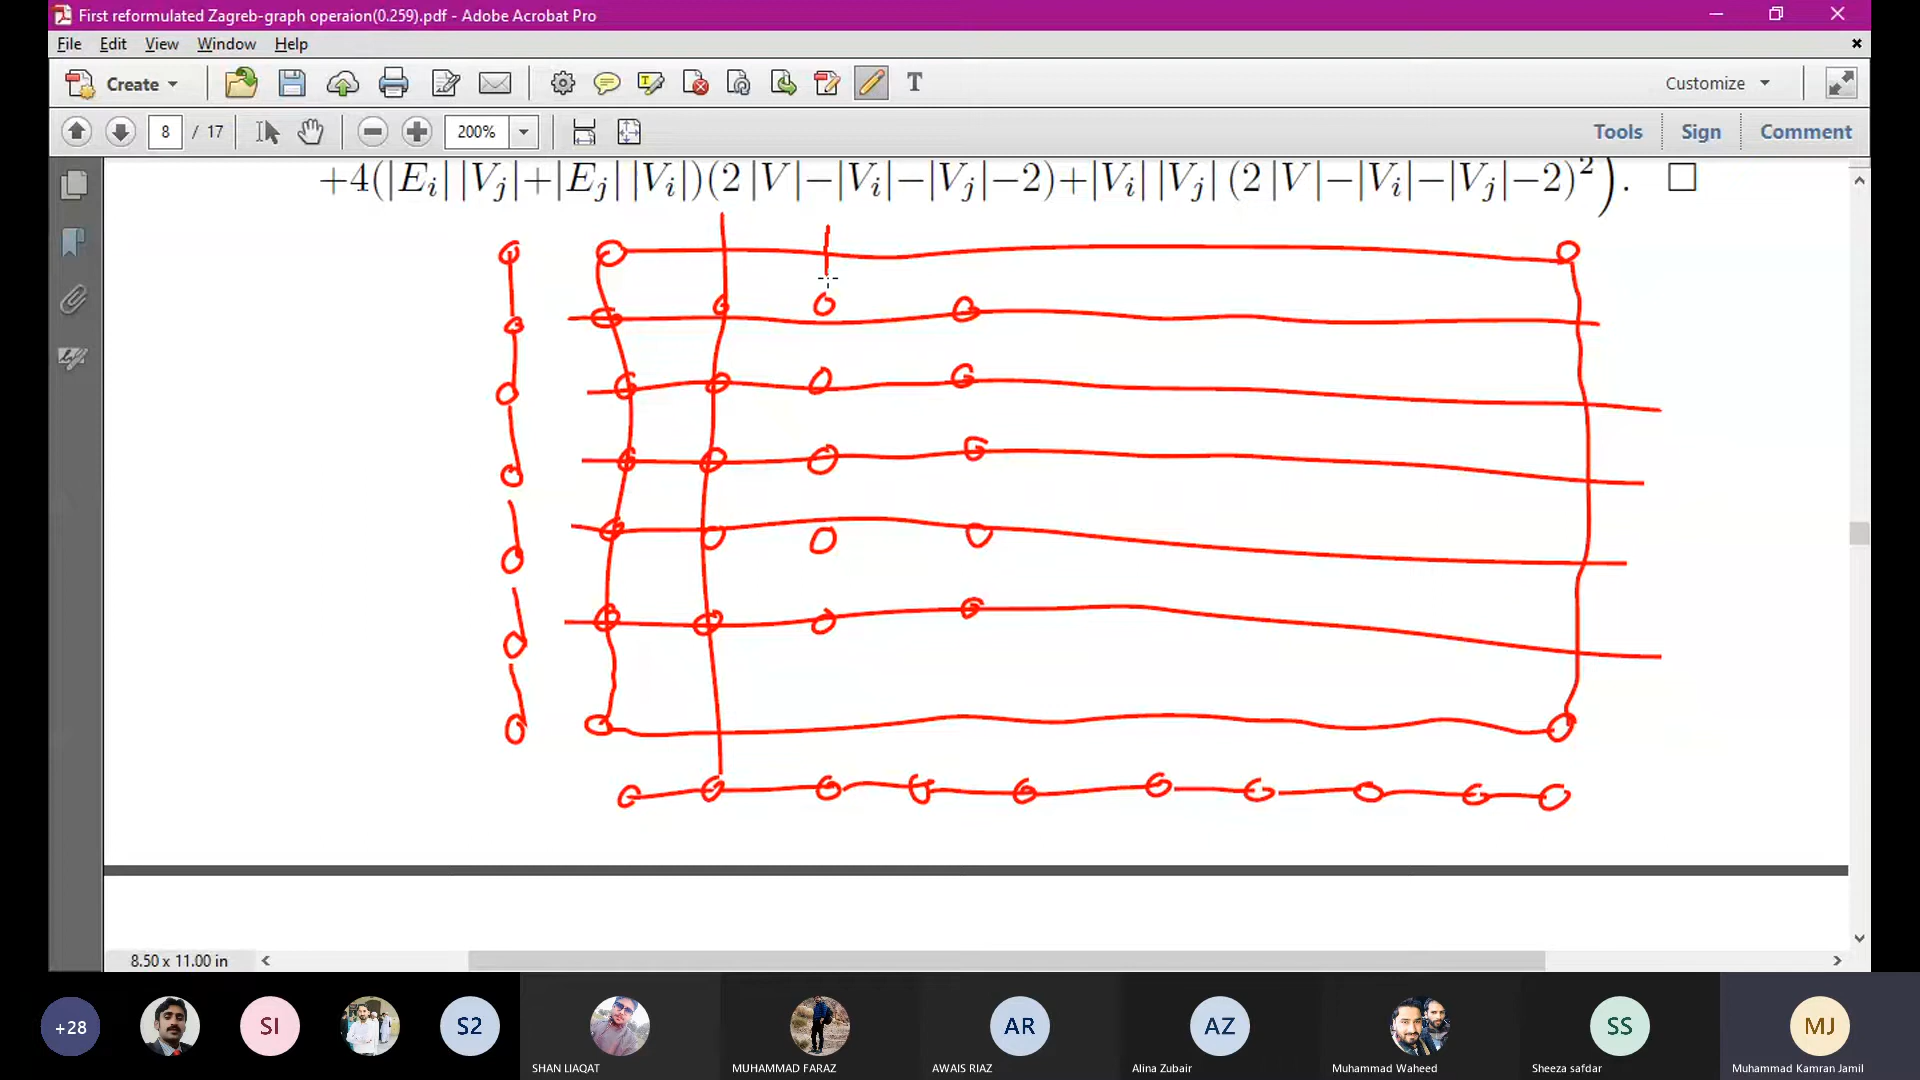 First reformulated Zagreb-graph operaion(0.259).pdf - Adobe Acrobat Pro
File Edit View Window Help
Create Customize
8 / 17 200% Tools Sign Comment
+4(|E_i| |V_j|+|E_j| |V_i|)(2 |V|−|V_i|−|V_j|−2)+|V_i| |V_j| (2 |V|−|V_i|−|V_j|−2)^2). □
8.50 x 11.00 in
+28 SI S2 AR AZ SS MJ
SHAN LIAQAT MUHAMMAD FARAZ AWAIS RIAZ Alina Zubair Muhammad Waheed Sheeza safdar Muhammad Kamran Jamil